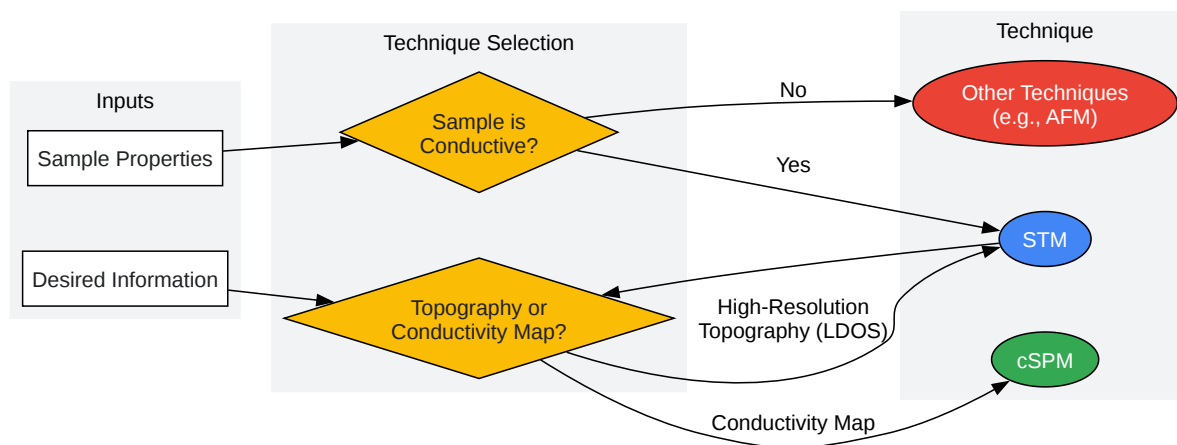 Inputs
Sample Properties
Desired Information
Technique Selection
Sample is
Conductive?
Topography or
Conductivity Map?
No
Yes
High-Resolution
Topography (LDOS)
Conductivity Map
Technique
Other Techniques
(e.g., AFM)
STM
cSPM